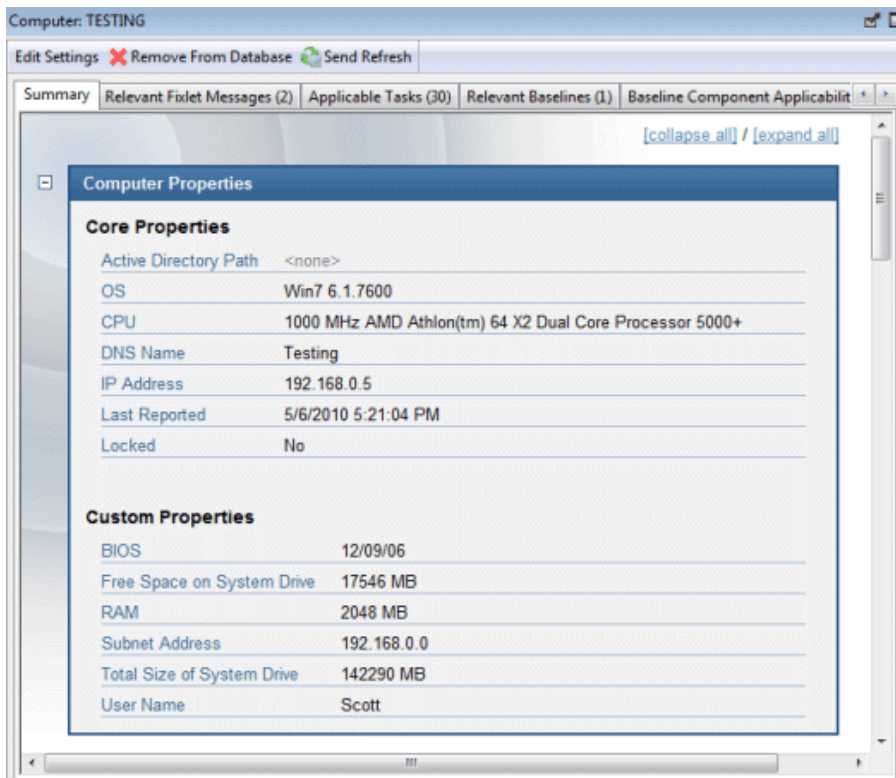 Computer: TESTING
Edit Settings Remove From Database Send Refresh
Summary Relevant Fixlet Messages (2) Applicable Tasks (30) Relevant Baselines (1) Baseline Component Applicabilit
[collapse all] / [expand all]
Computer Properties
Core Properties
Active Directory Path <none>
OS Win7 6.1.7600
CPU 1000 MHz AMD Athlon(tm) 64 X2 Dual Core Processor 5000+
DNS Name Testing
IP Address 192.168.0.5
Last Reported 5/6/2010 5:21:04 PM
Locked No
Custom Properties
BIOS 12/09/06
Free Space on System Drive 17546 MB
RAM 2048 MB
Subnet Address 192.168.0.0
Total Size of System Drive 142290 MB
User Name Scott